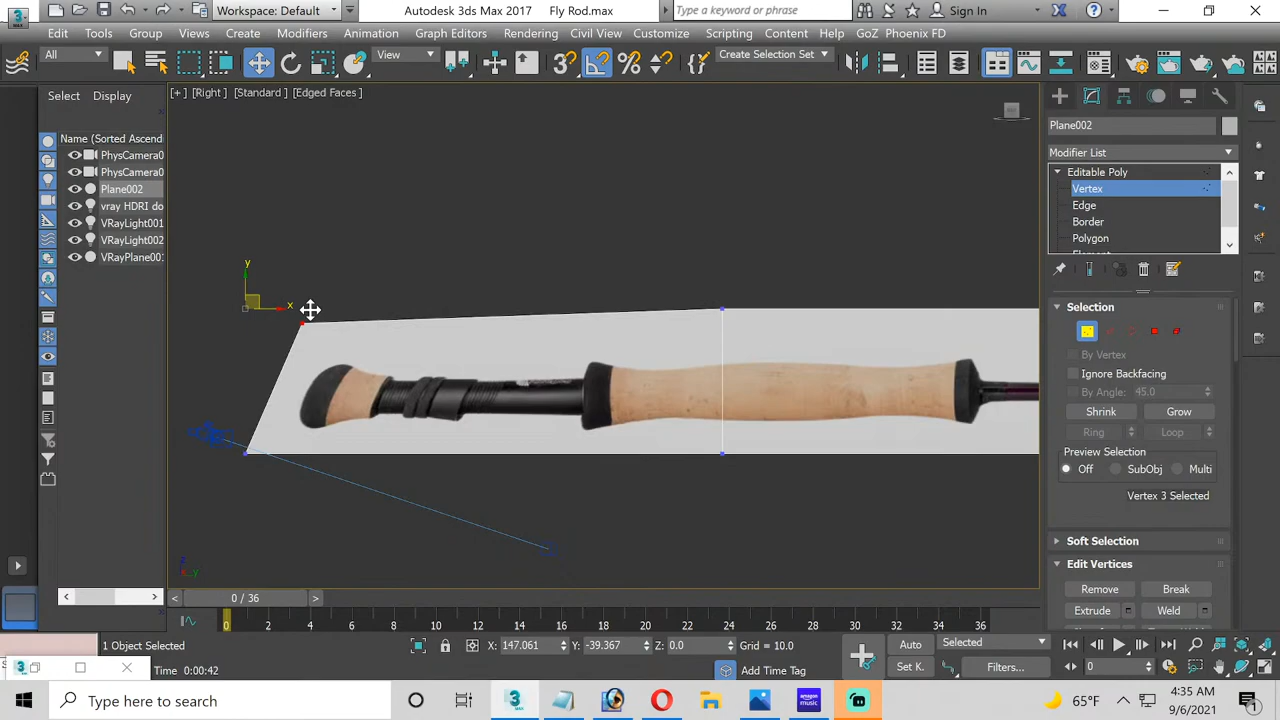 Workspace: Default
Autodesk 3ds Max 2017 Fly Rod.max
Type a keyword or phrase
Sign In
Edit Tools Group Views Create Modifiers Animation Graph Editors Rendering Civil View Customize Scripting Content Help GoZ Phoenix FD
All
View
Create Selection Set
Select Display
[+] [Right] [Standard] [Edged Faces]
Name (Sorted Ascend
PhysCamera0
PhysCamera0
Plane002
vray HDRI do
VRayLight001
VRayLight002
VRayPlane001
Plane002
Modifier List
Editable Poly
Vertex
Edge
Border
Polygon
Element
Selection
By Vertex
Ignore Backfacing
By Angle: 45.0
Shrink Grow
Ring Loop
Preview Selection
Off SubObj Multi
Vertex 3 Selected
Soft Selection
Edit Vertices
Remove Break
Extrude Weld
y
x
z
x y
< 0 / 36 >
0 2 4 6 8 10 12 14 16 18 20 22 24 26 28 30 32 34 36
1 Object Selected
X: 147.061 Y: -39.367 Z: 0.0 Grid = 10.0
Auto Selected
Time: 0:00:42
Add Time Tag
Set K. Filters...
0
Type here to search
amazon music
65°F
4:35 AM
9/6/2021
1